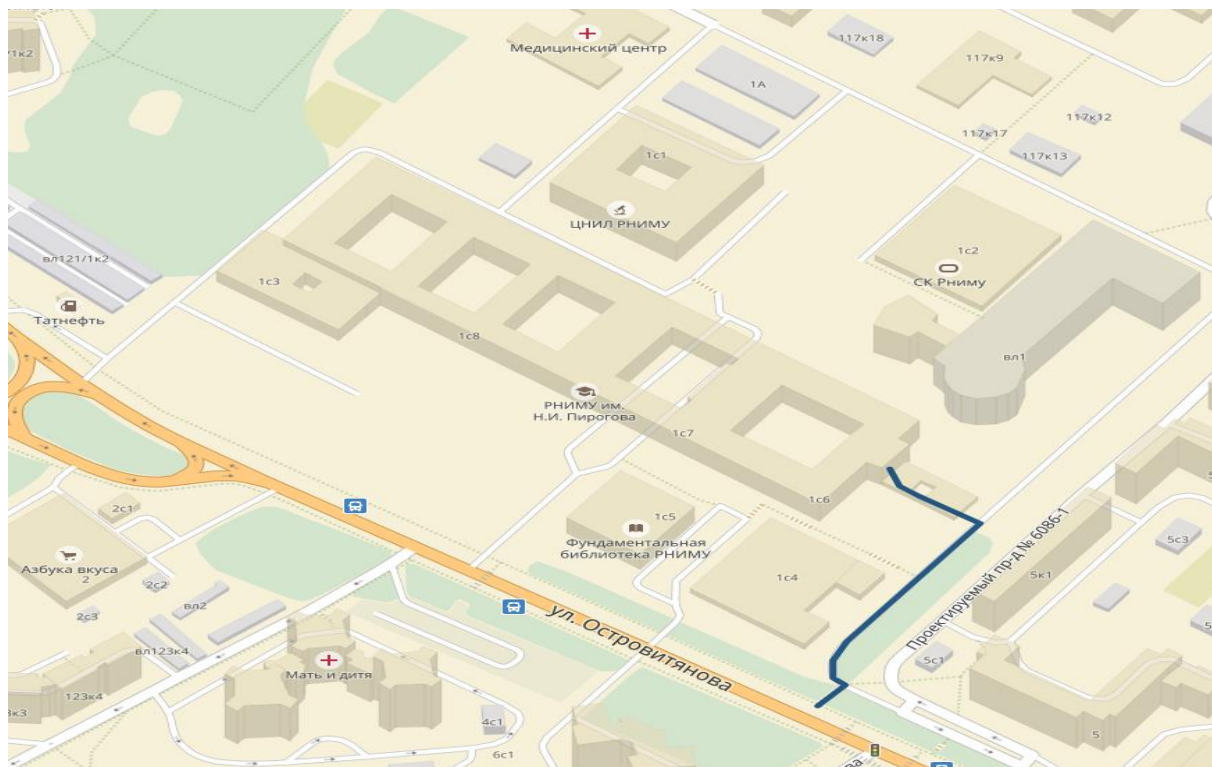 117к18
Медицинский центр
117к9
1А
117к12
117к17
117к13
1с1
ЦНИЛ РНИМУ
1с2
СК Рниму
вл121/1к2
1с3
Татнефть
1с8
вл1
РНИМУ им.
Н.И. Пирогова
1с7
1с6
2с1
1с5
Фундаментальная
библиотека РНИМУ
5с3
Азбука вкуса
2
2с2
1с4
5к1
Проектируемый пр-д № 6086-1
вл2
2с3
ул. Островитянова
вл123к4
5с1
Мать и дитя
123к4
4с1
5
6с1